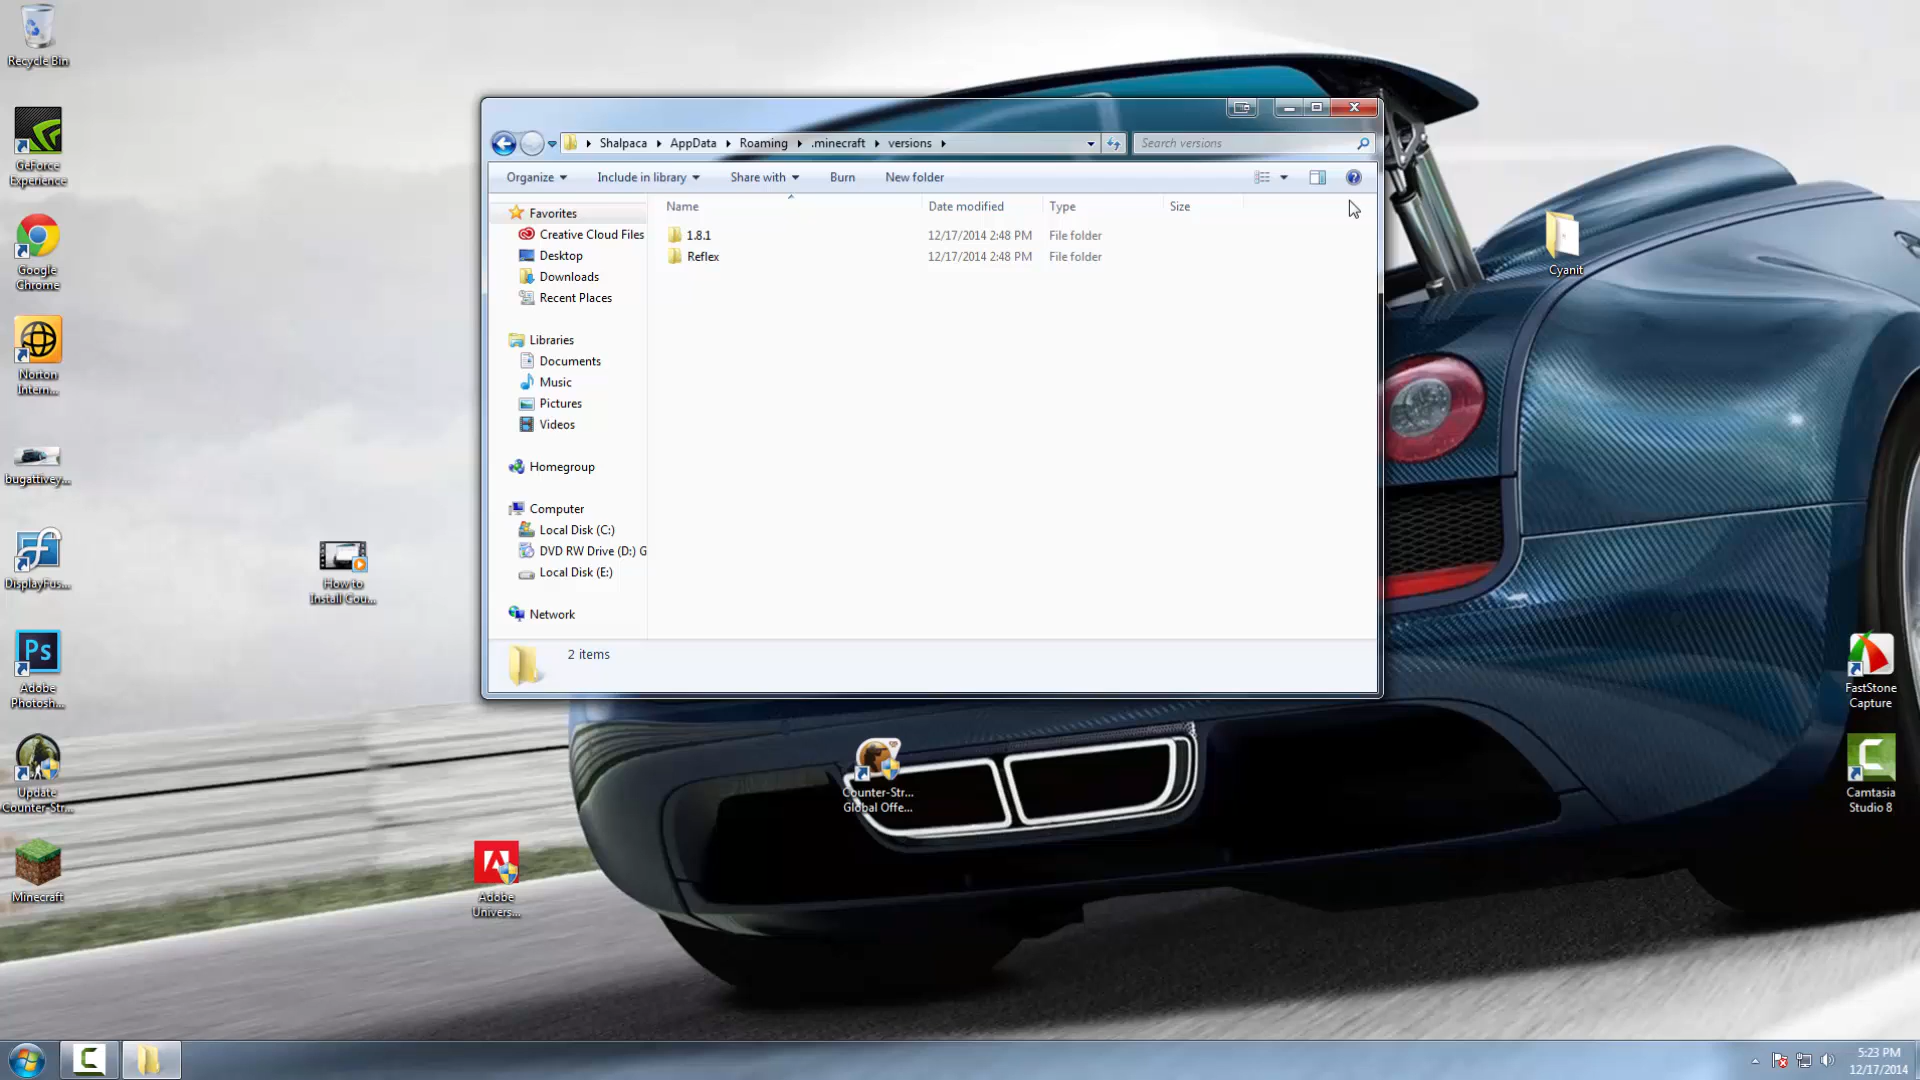 Recycle Bin
GeForce
Experience
Google
Chrome
Norton
Intern...
bugattivey...
DisplayFus...
Ps
Adobe
Photosh...
Update
Counter-Str...
Minecraft
How to
Install Cou...
Adobe
Univers...
Counter-Str...
Global Offe...
Cyanit
FastStone
Capture
Camtasia
Studio 8
Shalpaca AppData Roaming .minecraft versions
Search versions
Organize Include in library Share with Burn New folder
Name Date modified Type Size
1.8.1 12/17/2014 2:48 PM File folder
Reflex 12/17/2014 2:48 PM File folder
Favorites
Creative Cloud Files
Desktop
Downloads
Recent Places
Libraries
Documents
Music
Pictures
Videos
Homegroup
Computer
Local Disk (C:)
DVD RW Drive (D:) G
Local Disk (E:)
Network
2 items
5:23 PM
12/17/2014